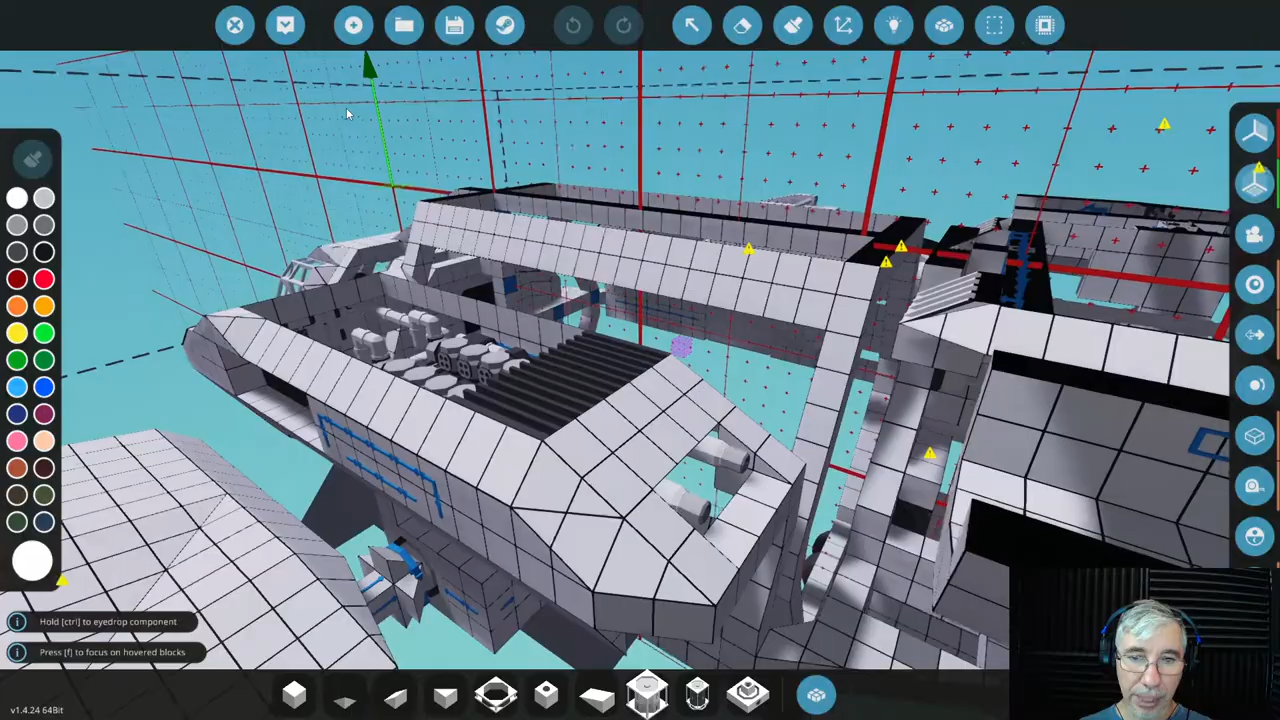 Hold [ctrl] to eyedrop component
Press [f] to focus on hovered blocks
v1.4.24 64Bit